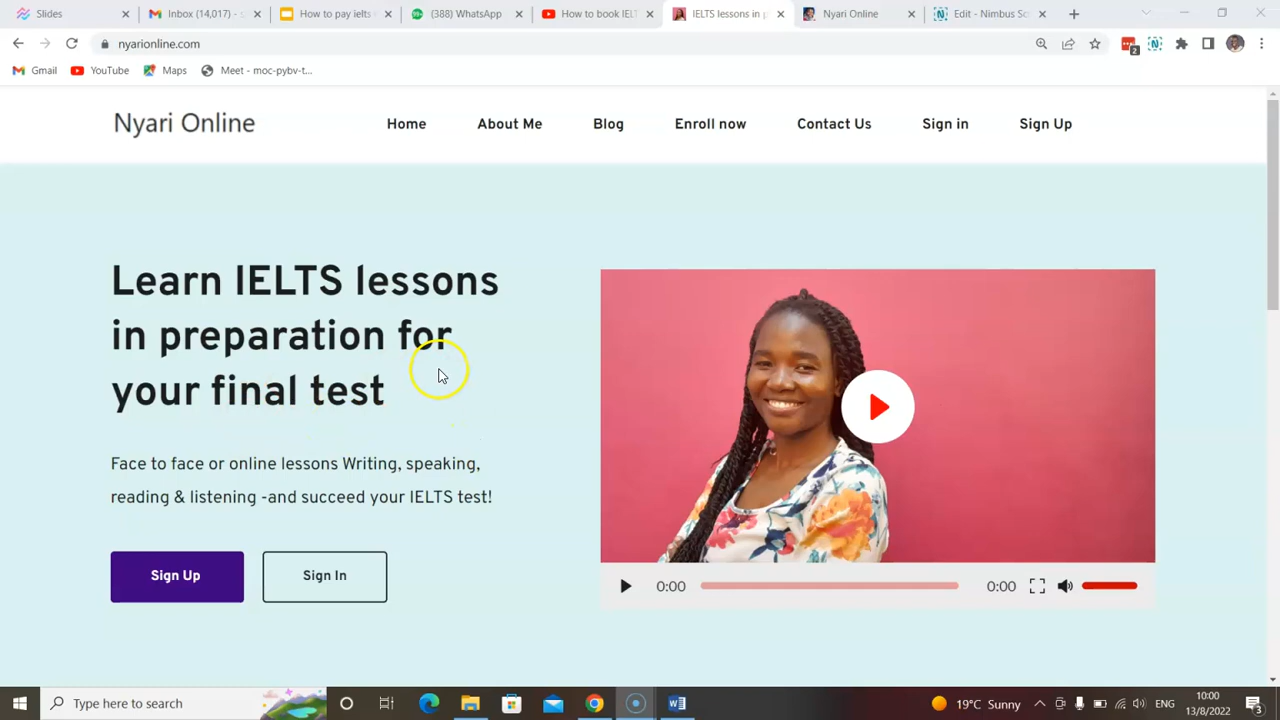 Slides
Inbox (14,017) - s
How to pay ielts
(388) WhatsApp
How to book IELT
IELTS lessons in p
Nyari Online
Edit - Nimbus Sc
nyarionline.com
2
N
Gmail
YouTube
Maps
Meet - moc-pybv-t...
Nyari Online
Home
About Me
Blog
Enroll now
Contact Us
Sign in
Sign Up
Learn IELTS lessons
in preparation for
your final test
Face to face or online lessons Writing, speaking,
reading & listening -and succeed your IELTS test!
Sign Up
Sign In
0:00
0:00
Type here to search
19°C Sunny
ENG
10:00
13/8/2022
3